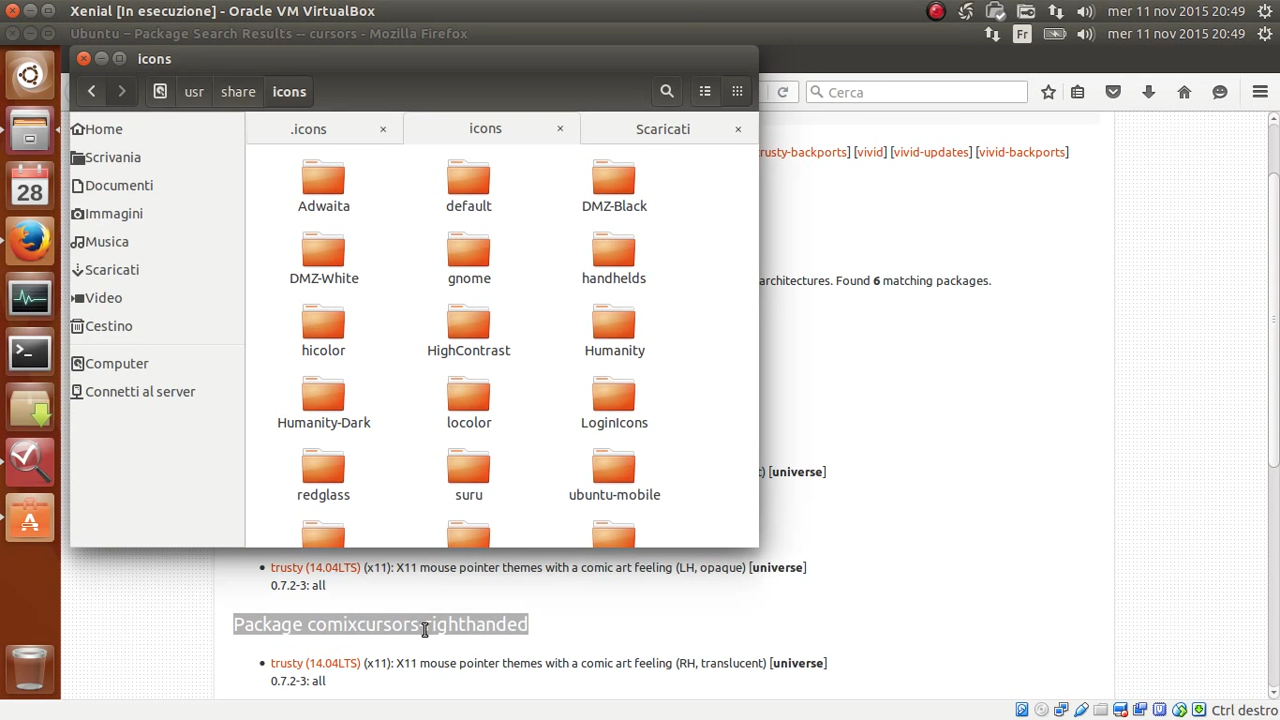 Xenial [In esecuzione] - Oracle VM VirtualBox
mer 11 nov 2015 20:49
Ubuntu – Package Search Results -- cursors - Mozilla Firefox
Fr
mer 11 nov 2015 20:49
icons
usr
share
icons
Cerca
Home
Scrivania
Documenti
Immagini
Musica
Scaricati
Video
Cestino
Computer
Connetti al server
28
.icons
icons
Scaricati
Adwaita
default
DMZ-Black
DMZ-White
gnome
handhelds
hicolor
HighContrast
Humanity
Humanity-Dark
locolor
LoginIcons
redglass
suru
ubuntu-mobile
trusty-backports] [vivid] [vivid-updates] [vivid-backports]
architectures. Found 6 matching packages.
t) [universe]
trusty (14.04LTS) (x11): X11 mouse pointer themes with a comic art feeling (LH, opaque) [universe]
0.7.2-3: all
Package comixcursors-righthanded
trusty (14.04LTS) (x11): X11 mouse pointer themes with a comic art feeling (RH, translucent) [universe]
0.7.2-3: all
Ctrl destro